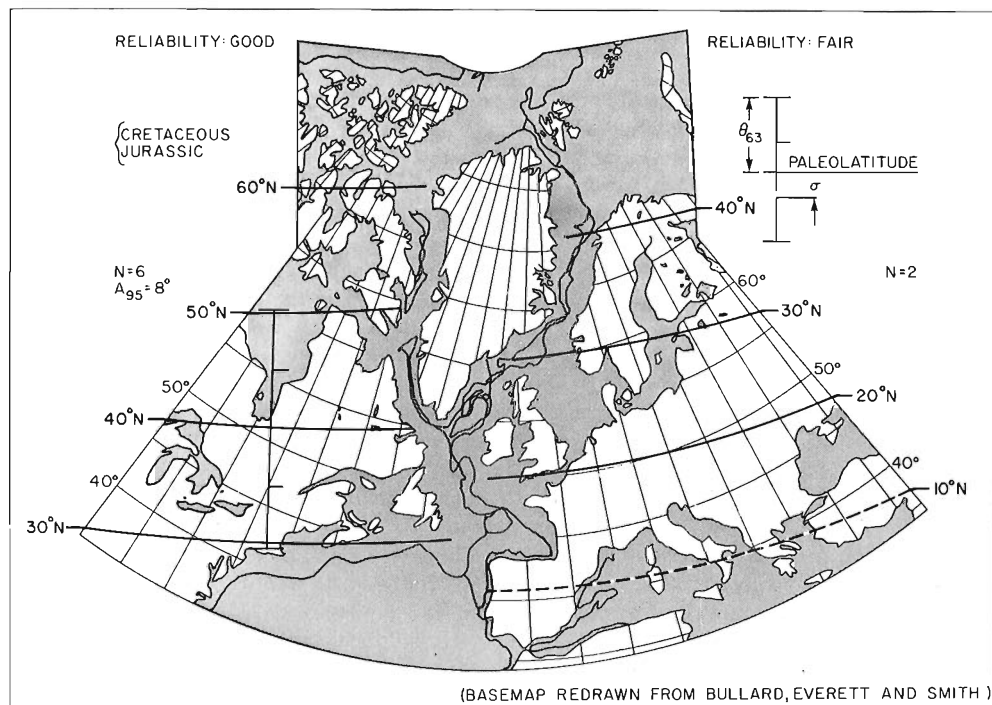 RELIABILITY: GOOD
RELIABILITY: FAIR
{CRETACEOUS
JURASSIC
θ63
PALEOLATITUDE
σ
60°N
40°N
N=6
A95=8°
N=2
60°
50°N
30°N
50°
50°
20°N
40°N
40°
40°
10°N
30°N
(BASEMAP REDRAWN FROM BULLARD, EVERETT AND SMITH)